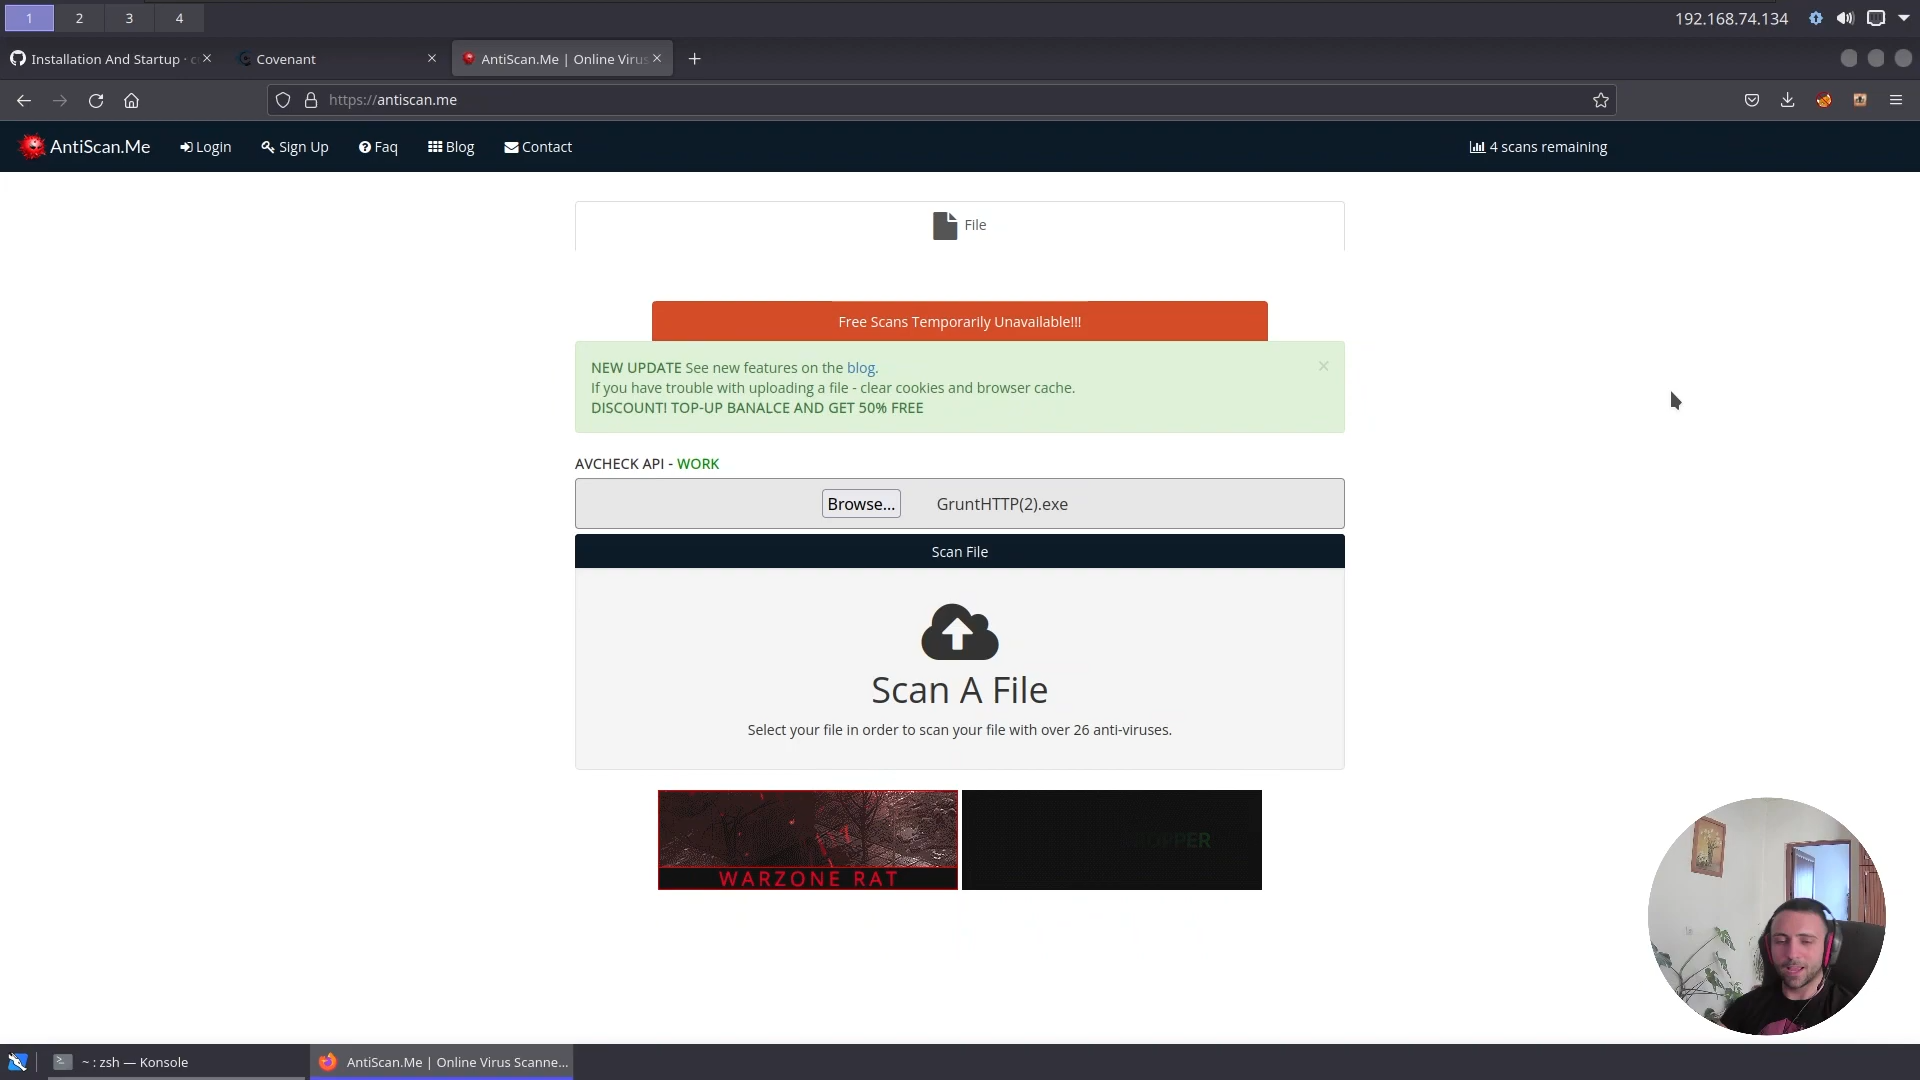 1 2 3 4
192.168.74.134
Installation And Startup · c
Covenant
AntiScan.Me | Online Virus
https://antiscan.me
AntiScan.Me
Login
Sign Up
Faq
Blog
Contact
4 scans remaining
File
Free Scans Temporarily Unavailable!!!
NEW UPDATE See new features on the blog.
If you have trouble with uploading a file - clear cookies and browser cache.
DISCOUNT! TOP-UP BANALCE AND GET 50% FREE
AVCHECK API - WORK
Browse... GruntHTTP(2).exe
Scan File
Scan A File
Select your file in order to scan your file with over 26 anti-viruses.
WARZONE RAT
~ : zsh — Konsole
AntiScan.Me | Online Virus Scanne...